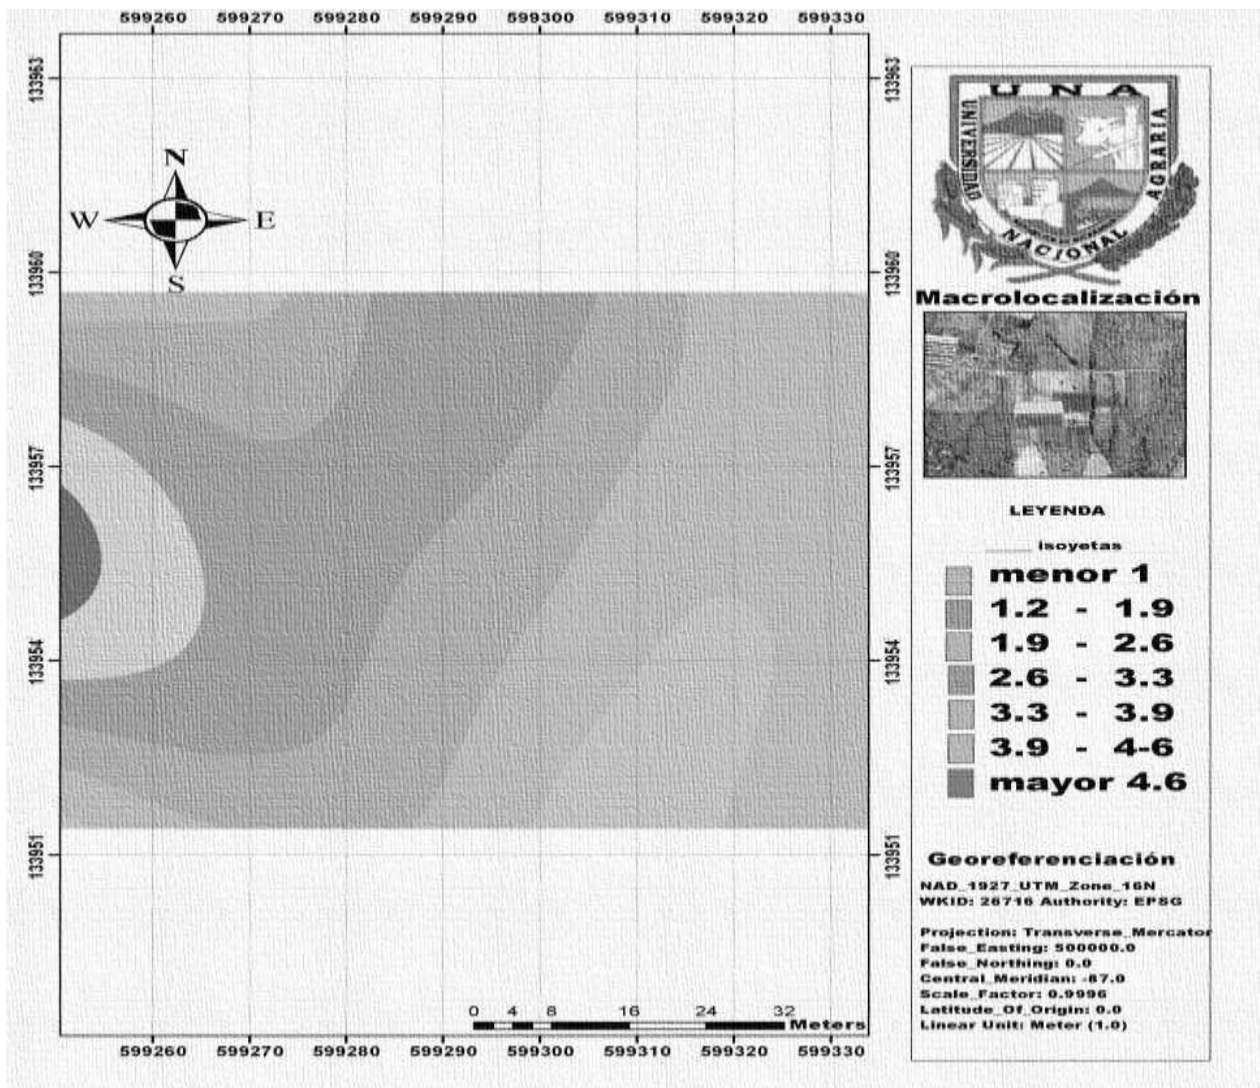 599260 599270 599280 599290 599300 599310 599320 599330
133963
133960
133957
133954
133951
N
W E
S
133963
133960
133957
133954
133951
0 4 8 16 24 32
Meters
599260 599270 599280 599290 599300 599310 599320 599330
UNA
UNIVERSIDAD
NACIONAL
AGRARIA
Macrolocalización
LEYENDA
isoyetas
menor 1
1.2 - 1.9
1.9 - 2.6
2.6 - 3.3
3.3 - 3.9
3.9 - 4-6
mayor 4.6
Georeferenciación
NAD_1927_UTM_Zone_16N
WKID: 26716 Authority: EPSG
Projection: Transverse_Mercator
False_Easting: 500000.0
False_Northing: 0.0
Central_Meridian: -87.0
Scale_Factor: 0.9996
Latitude_Of_Origin: 0.0
Linear Unit: Meter (1.0)